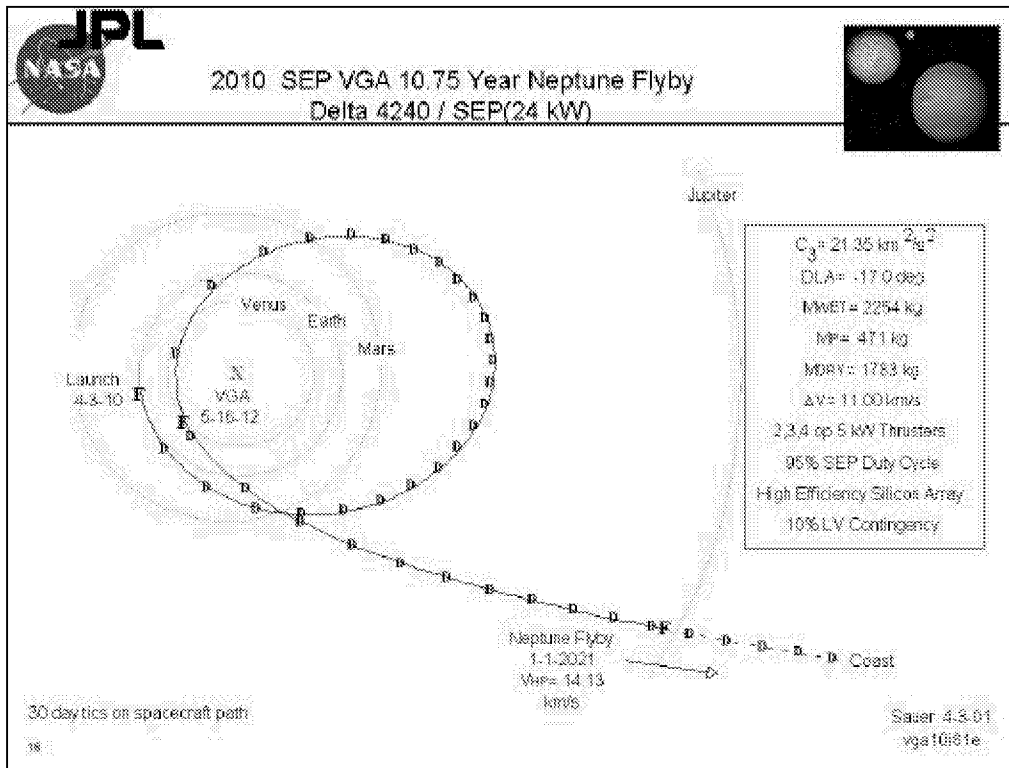 JPL
NASA
2010 SEP VGA 10.75 Year Neptune Flyby
Delta 4240 / SEP(24 kW)
Jupiter
Venus
Earth
Mars
Launch
4-3-10
VGA
5-16-12
C3= 21.35 km2/s2
DLA= -17.0 deg
MWET= 2254 kg
MP= 471 kg
MDRY= 1783 kg
ΔV= 11.00 km/s
2,3,4 op 5 kW Thrusters
95% SEP Duty Cycle
High Efficiency Silicon Array
10% LV Contingency
Neptune Flyby
1-1-2021
VHP= 14.13
km/s
Coast
30 day tics on spacecraft path
Sauer 4-3-01